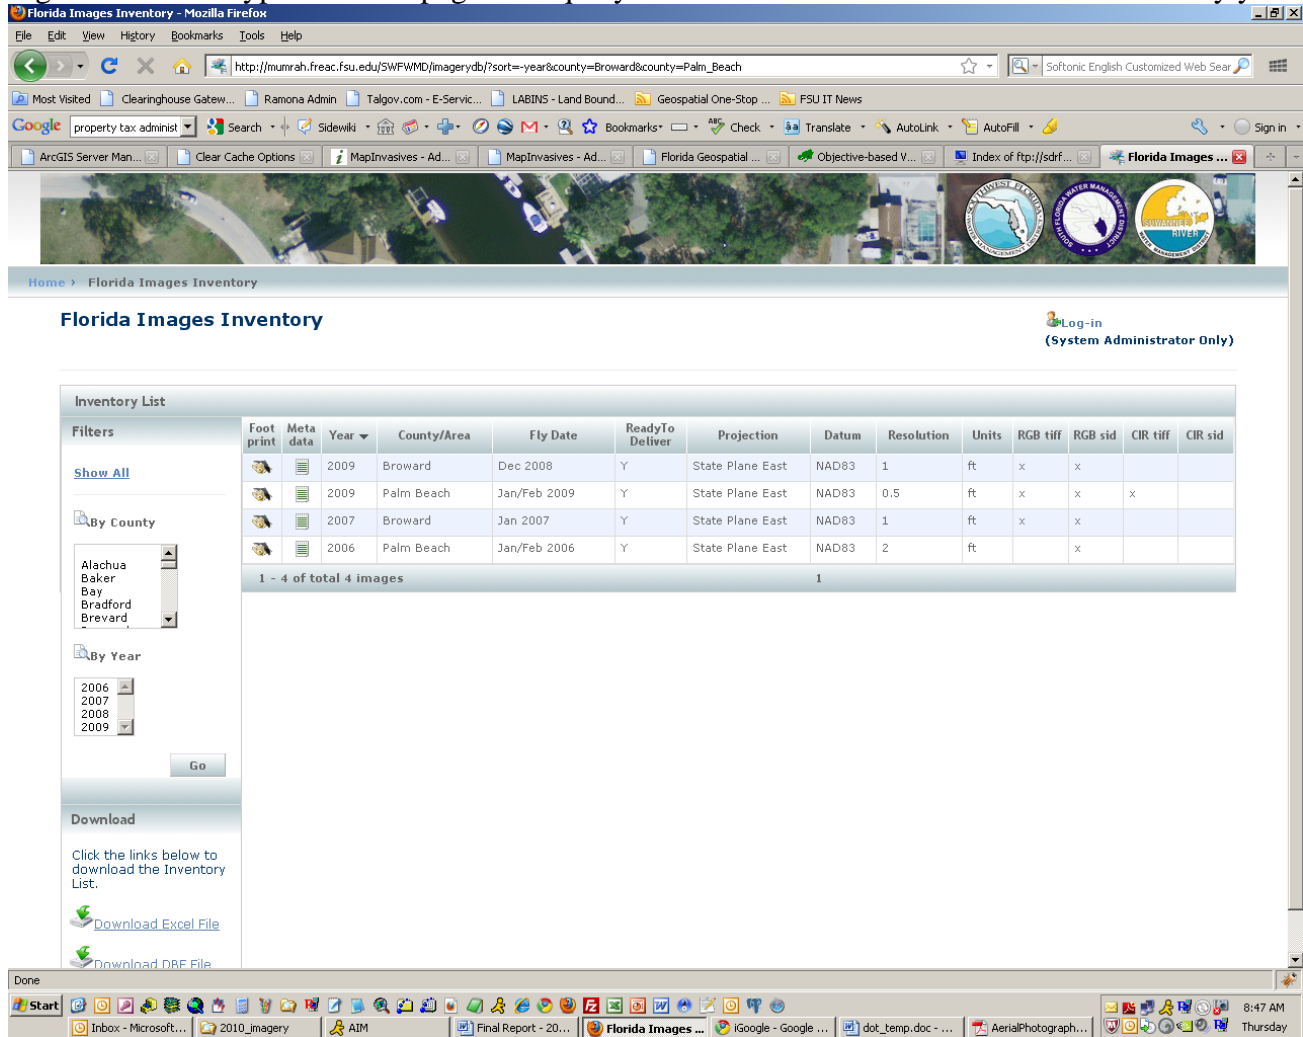 Florida Images Inventory - Mozilla Firefox
File Edit View History Bookmarks Tools Help
http://mumrah.freac.fsu.edu/SWFWMD/imagerydb/?sort=-year&county=Broward&county=Palm_Beach
Softonic English Customized Web Sear
Most Visited Clearinghouse Gatew... Ramona Admin Talgov.com - E-Servic... LABINS - Land Bound... Geospatial One-Stop ... FSU IT News
Google property tax administ Search Sidewiki Bookmarks Check Translate AutoLink AutoFill Sign in
ArcGIS Server Man... Clear Cache Options MapInvasives - Ad... MapInvasives - Ad... Florida Geospatial ... Objective-based V... Index of ftp://sdrf... Florida Images ...
SUWANNEE RIVER
Home › Florida Images Inventory
Florida Images Inventory
Log-in
(System Administrator Only)
Inventory List
Filters
Show All
By County
Alachua
Baker
Bay
Bradford
Brevard
By Year
2006
2007
2008
2009
Go
Download
Click the links below to
download the Inventory
List.
Download Excel File
Download DBF File
Foot print Meta data Year County/Area Fly Date ReadyTo Deliver Projection Datum Resolution Units RGB tiff RGB sid CIR tiff CIR sid
2009 Broward Dec 2008 Y State Plane East NAD83 1 ft x x
2009 Palm Beach Jan/Feb 2009 Y State Plane East NAD83 0.5 ft x x x
2007 Broward Jan 2007 Y State Plane East NAD83 1 ft x x
2006 Palm Beach Jan/Feb 2006 Y State Plane East NAD83 2 ft x
1 - 4 of total 4 images 1
Done
Start 8:47 AM
Inbox - Microsoft... 2010_imagery AIM Final Report - 20... Florida Images ... iGoogle - Google ... dot_temp.doc - ... AerialPhotograph... Thursday